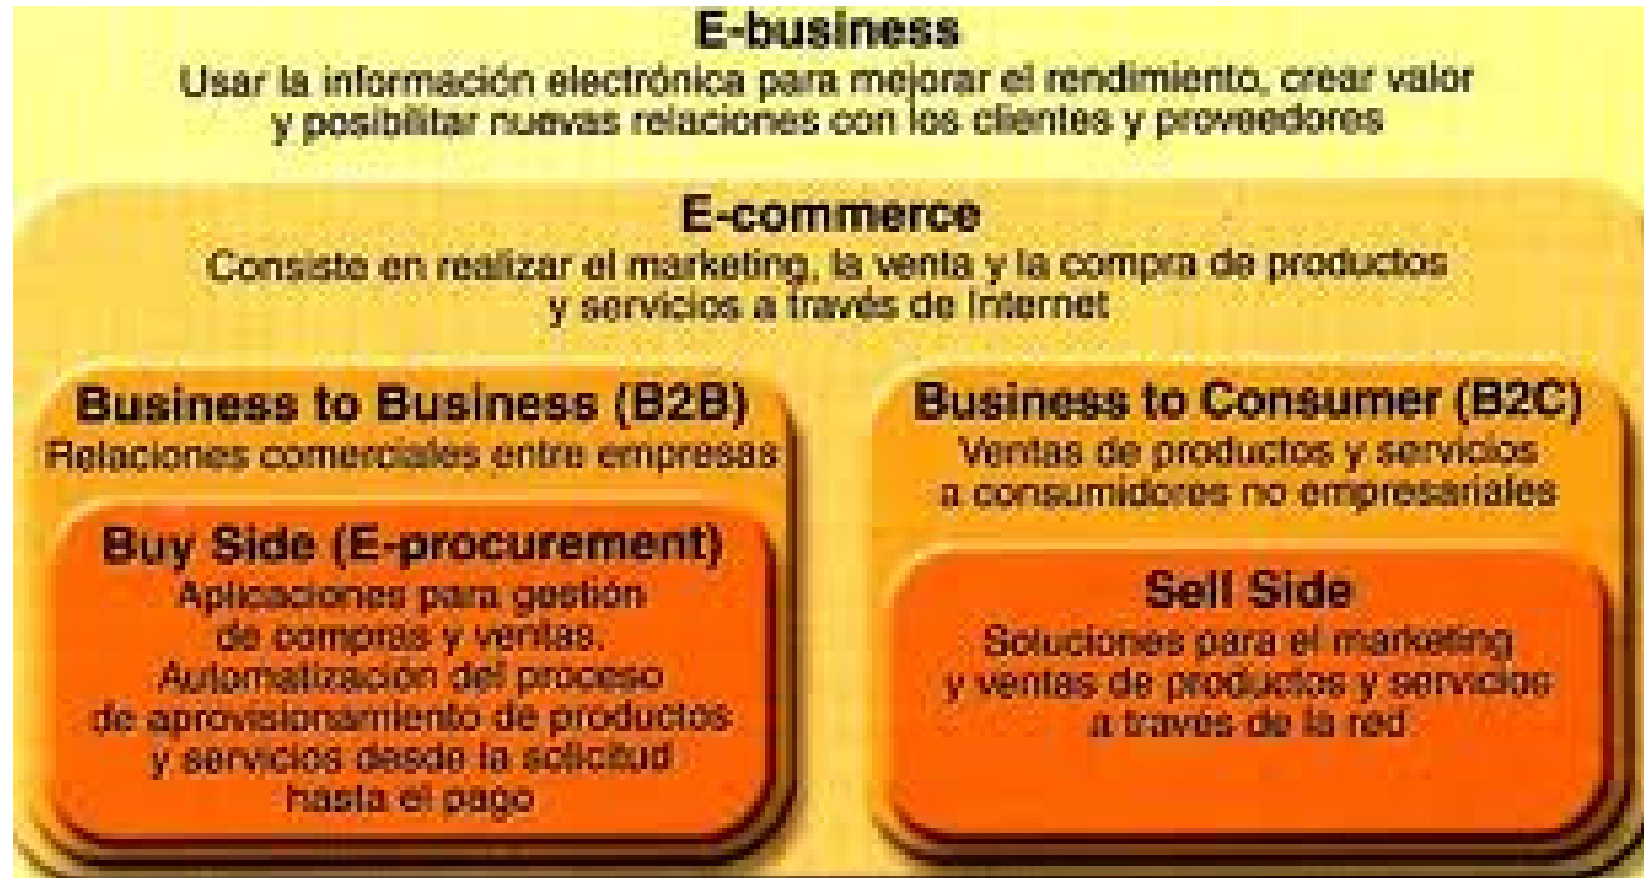 E-business
Usar la información electrónica para mejorar el rendimiento, crear valor
y posibilitar nuevas relaciones con los clientes y proveedores
E-commerce
Consiste en realizar el marketing, la venta y la compra de productos
y servicios a través de Internet
Business to Business (B2B)
Relaciones comerciales entre empresas
Buy Side (E-procurement)
Aplicaciones para gestión
de compras y ventas.
Automatización del proceso
de aprovisionamiento de productos
y servicios desde la solicitud
hasta el pago
Business to Consumer (B2C)
Ventas de productos y servicios
a consumidores no empresariales
Sell Side
Soluciones para el marketing
y ventas de productos y servicios
a través de la red